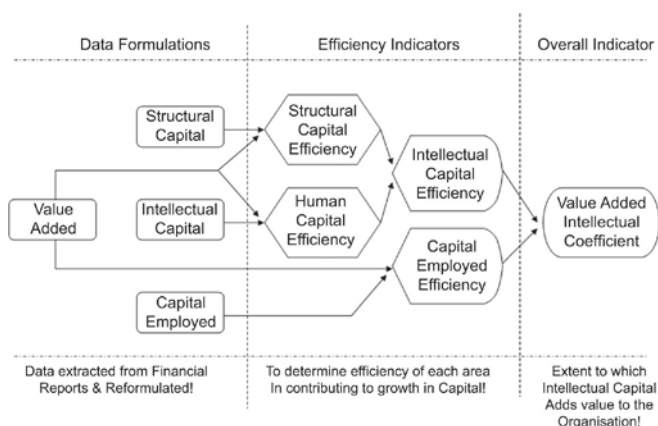 Data Formulations
Efficiency Indicators
Overall Indicator
Structural
Capital
Structural
Capital
Efficiency
Intellectual
Capital
Efficiency
Value
Added
Intellectual
Capital
Human
Capital
Efficiency
Value Added
Intellectual
Coefficient
Capital
Employed
Efficiency
Capital
Employed
Data extracted from Financial
Reports & Reformulated!
To determine efficiency of each area
In contributing to growth in Capital!
Extent to which
Intellectual Capital
Adds value to the
Organisation!